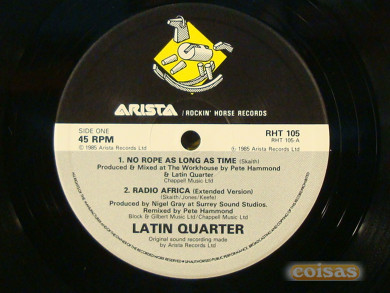 ARISTA / ROCKIN' HORSE RECORDS
SIDE ONE
45 RPM
RHT 105
RHT 105-A
℗ 1985 Arista Records Ltd
© 1985 Arista Records Ltd
1. NO ROPE AS LONG AS TIME (Skaith)
Produced & Mixed at The Workhouse by Pete Hammond
& Latin Quarter
Chappell Music Ltd
2. RADIO AFRICA (Extended Version)
(Skaith/Jones/Keefe)
Produced by Nigel Gray at Surrey Sound Studios.
Remixed by Pete Hammond
Block & Gilbert Music Ltd/Chappell Music Ltd
LATIN QUARTER
Original sound recording made
by Arista Records Ltd
coisas